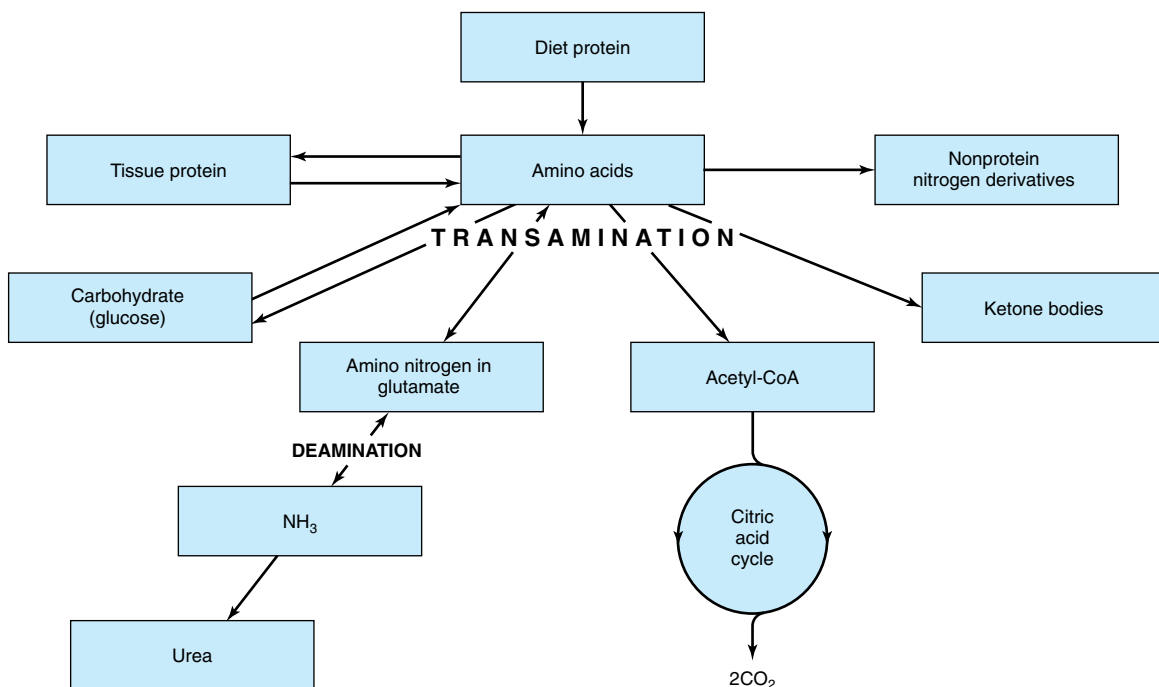 Diet protein
Tissue protein
Amino acids
Nonprotein
nitrogen derivatives
TRANSAMINATION
Carbohydrate
(glucose)
Ketone bodies
Amino nitrogen in
glutamate
Acetyl-CoA
DEAMINATION
NH₃
Citric
acid
cycle
Urea
2CO₂